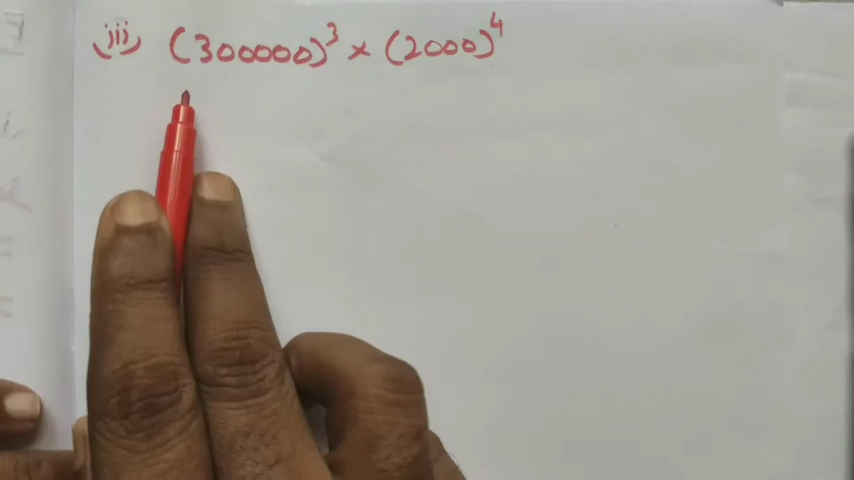 (iii) (300000)³ × (2000)⁴